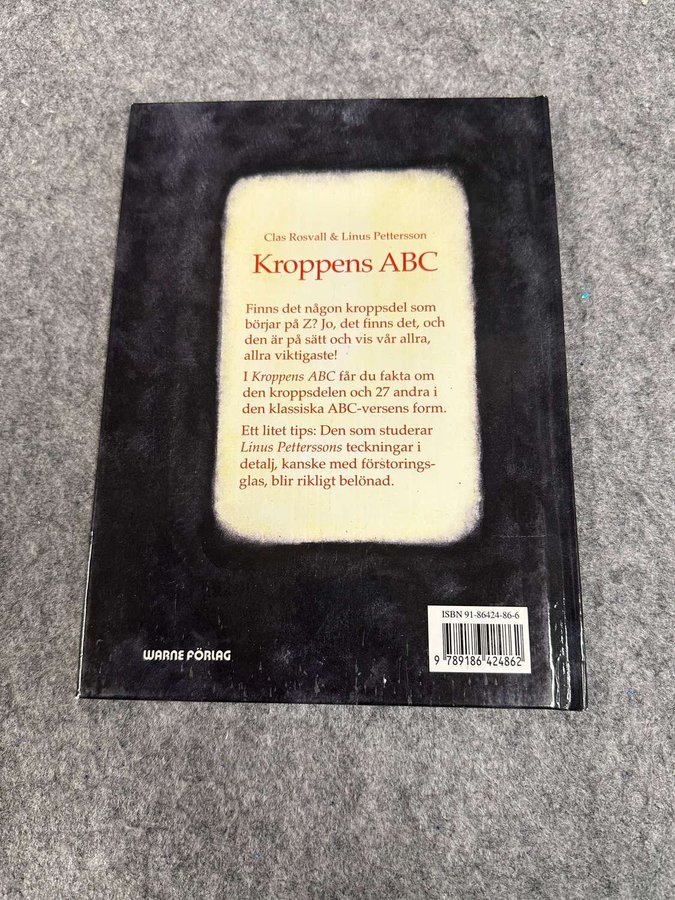 Clas Rosvall & Linus Pettersson
Kroppens ABC
Finns det någon kroppsdel som
börjar på Z? Jo, det finns det, och
den är på sätt och vis vår allra,
allra viktigaste!
I Kroppens ABC får du fakta om
den kroppsdelen och 27 andra i
den klassiska ABC-versens form.
Ett litet tips: Den som studerar
Linus Petterssons teckningar i
detalj, kanske med förstorings-
glas, blir rikligt belönad.
ISBN 91-86424-86-6
9 789186 424862
WARNE FÖRLAG